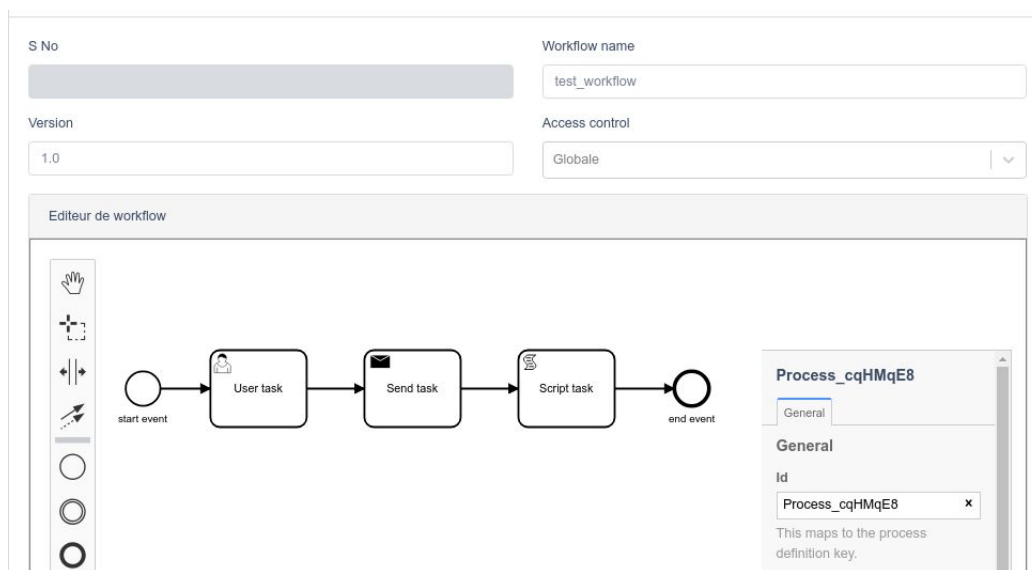 S No
Workflow name
test_workflow
Version
Access control
1.0
Globale
Editeur de workflow
User task
Send task
Script task
start event
end event
Process_cqHMqE8
General
General
Id
Process_cqHMqE8 x
This maps to the process
definition key.